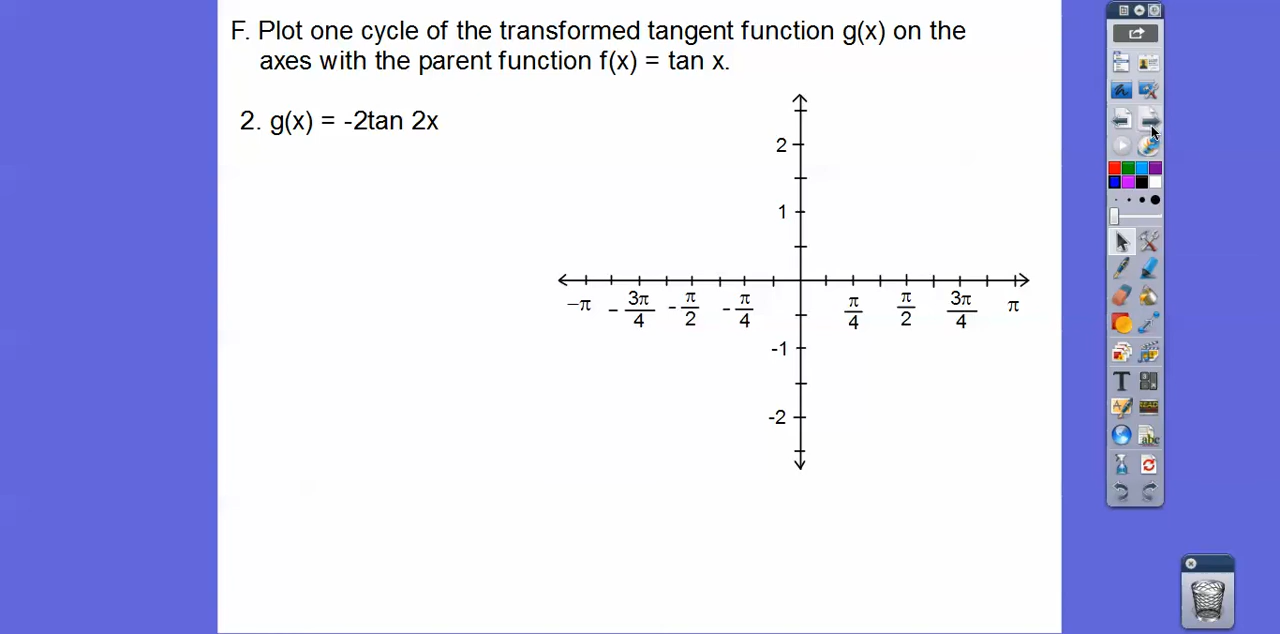 F. Plot one cycle of the transformed tangent function g(x) on the
axes with the parent function f(x) = tan x.
2. g(x) = -2tan 2x
2
1
−π -3π/4 -π/2 -π/4 π/4 π/2 3π/4 π
-1
-2